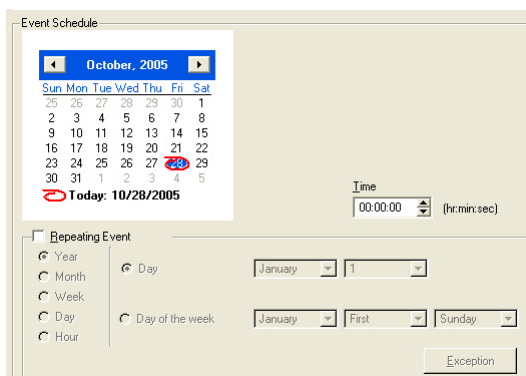 Event Schedule
October, 2005
Sun Mon Tue Wed Thu Fri Sat
25 26 27 28 29 30 1
2 3 4 5 6 7 8
9 10 11 12 13 14 15
16 17 18 19 20 21 22
23 24 25 26 27 28 29
30 31 1 2 3 4 5
Today: 10/28/2005
Time
00:00:00 (hr:min:sec)
Repeating Event
Year
Month
Week
Day
Hour
Day January 1
Day of the week January First Sunday
Exception